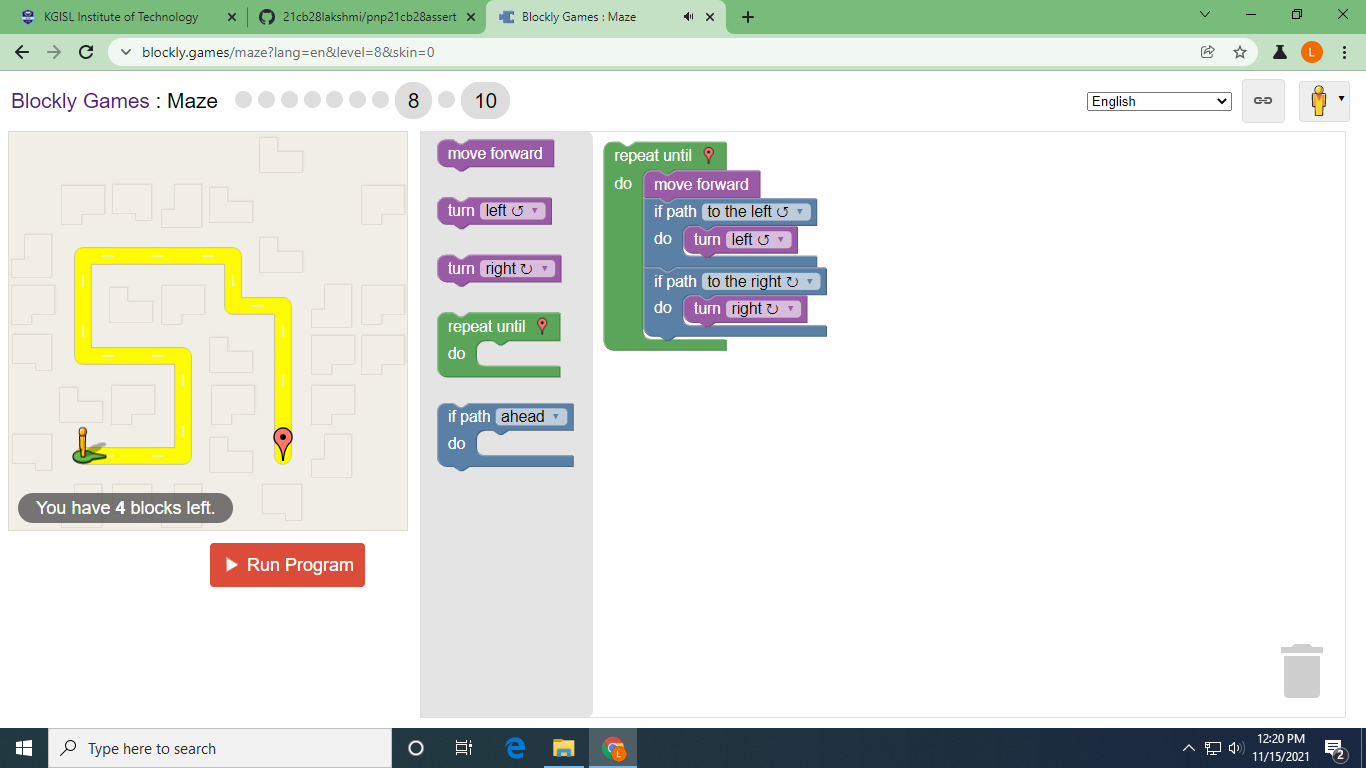 KGISL Institute of Technology
21cb28lakshmi/pnp21cb28assert
Blockly Games : Maze
blockly.games/maze?lang=en&level=8&skin=0
L
Blockly Games : Maze
8
10
English
move forward
turn left ↺
turn right ↻
repeat until
do
if path ahead
do
repeat until
do
move forward
if path to the left ↺
do turn left ↺
if path to the right ↻
do turn right ↻
You have 4 blocks left.
Run Program
Type here to search
L
12:20 PM
11/15/2021
2